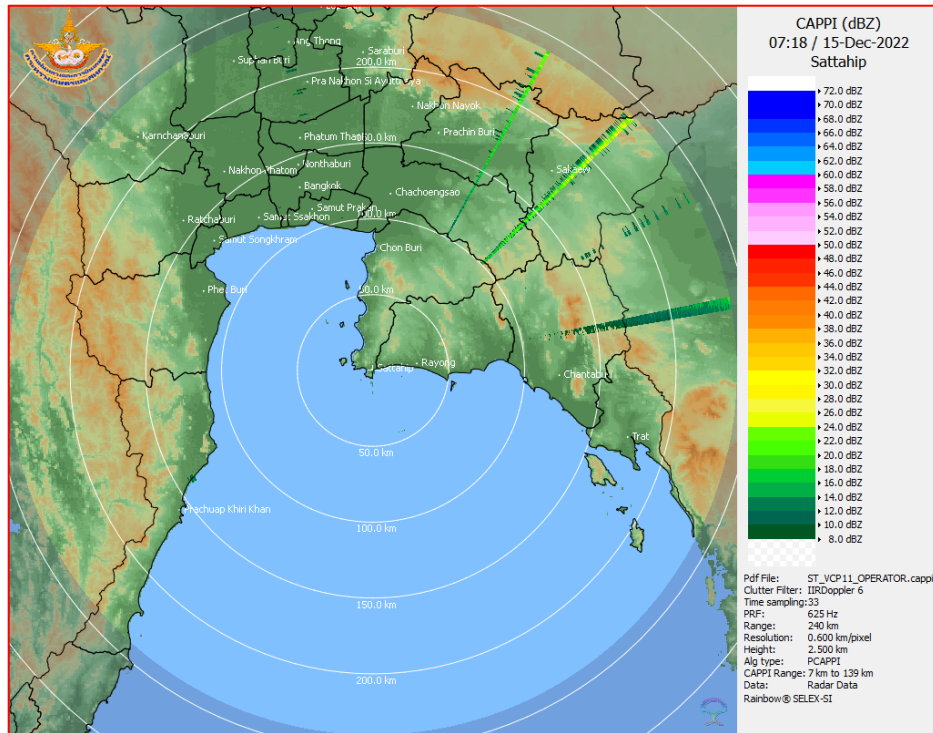 CAPPI (dBZ)
07:18 / 15-Dec-2022
Sattahip
72.0 dBZ
70.0 dBZ
68.0 dBZ
66.0 dBZ
64.0 dBZ
62.0 dBZ
60.0 dBZ
58.0 dBZ
56.0 dBZ
54.0 dBZ
52.0 dBZ
50.0 dBZ
48.0 dBZ
46.0 dBZ
44.0 dBZ
42.0 dBZ
40.0 dBZ
38.0 dBZ
36.0 dBZ
34.0 dBZ
32.0 dBZ
30.0 dBZ
28.0 dBZ
26.0 dBZ
24.0 dBZ
22.0 dBZ
20.0 dBZ
18.0 dBZ
16.0 dBZ
14.0 dBZ
12.0 dBZ
10.0 dBZ
8.0 dBZ
Pdf File: ST_VCP11_OPERATOR.cappi
Clutter Filter: IIRDoppler 6
Time sampling: 33
PRF: 625 Hz
Range: 240 km
Resolution: 0.600 km/pixel
Height: 2.500 km
Alg type: PCAPPI
CAPPI Range: 7 km to 139 km
Data: Radar Data
Rainbow® SELEX-SI
Ang Thong
Saraburi
Suphan Buri
200.0 km
Pra Nakhon Si Ayutthaya
Nakhon Nayok
Karnchanaburi
Phatum Thani
Prachin Buri
Nonthaburi
Nakhon Phatom
Sakaew
Bangkok
Chachoengsao
Samut Prakan
Ratchaburi
Samut Ssakhon
Samut Songkhram
Chon Buri
Phet Buri
50.0 km
Rayong
Sattahip
Trat
50.0 km
Prachuap Khiri Khan
100.0 km
150.0 km
200.0 km